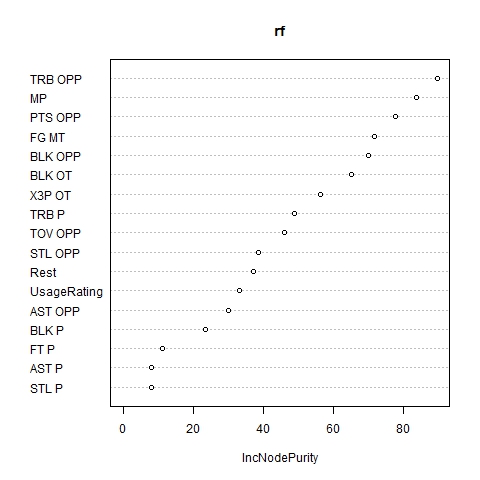 rf
TRB OPP
MP
PTS OPP
FG MT
BLK OPP
BLK OT
X3P OT
TRB P
TOV OPP
STL OPP
Rest
UsageRating
AST OPP
BLK P
FT P
AST P
STL P
0 20 40 60 80
IncNodePurity